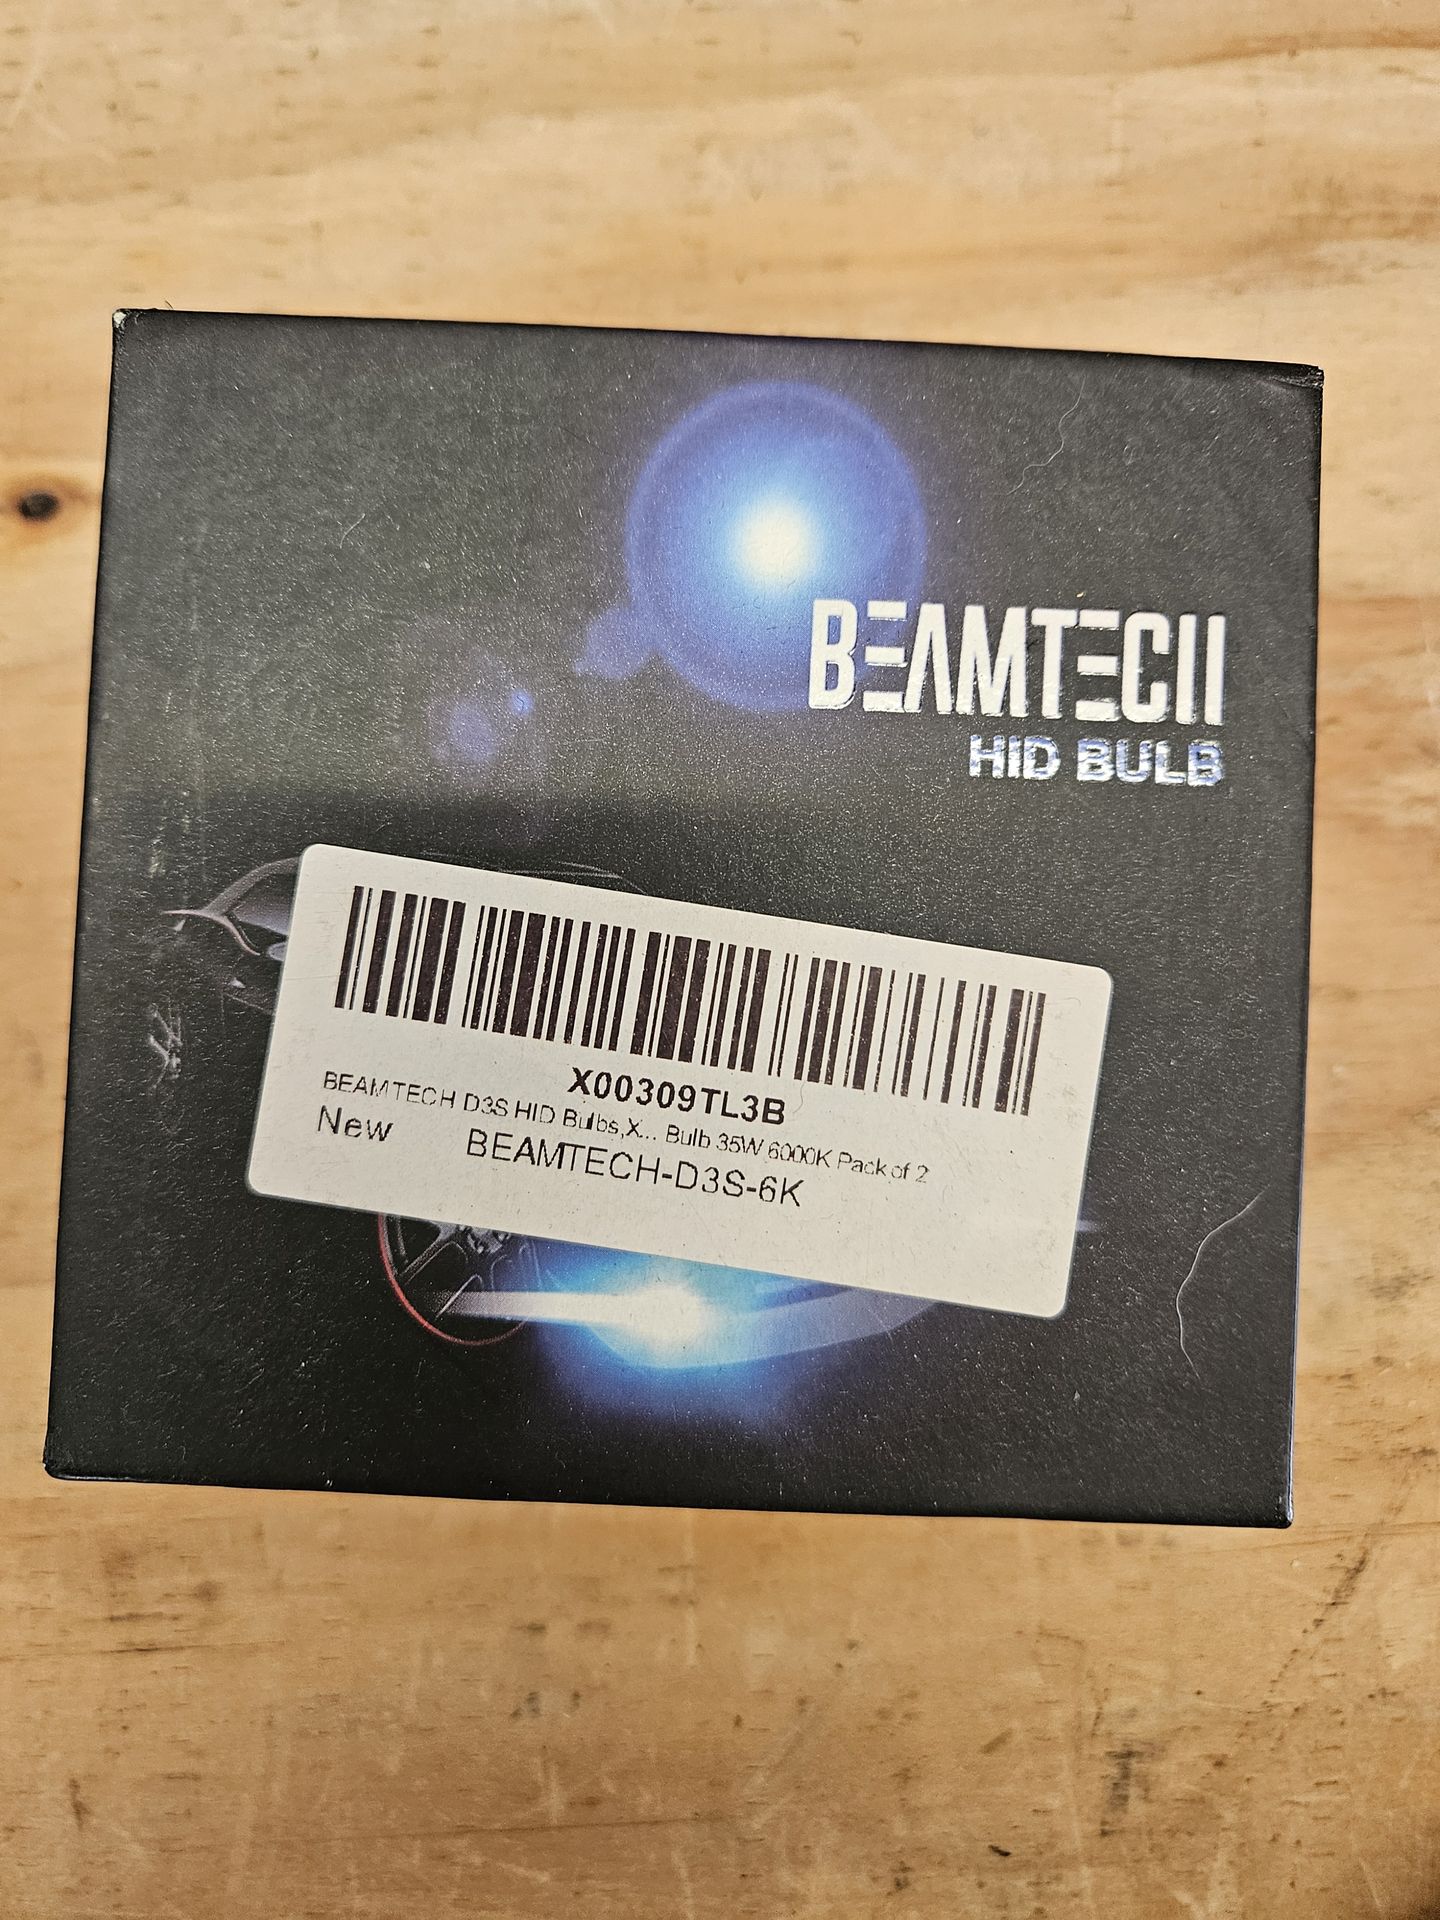 BEAMTECH
HID BULB
X00309TL3B
BEAMTECH D3S HID Bulbs,X... Bulb 35W 6000K Pack of 2
New
BEAMTECH-D3S-6K